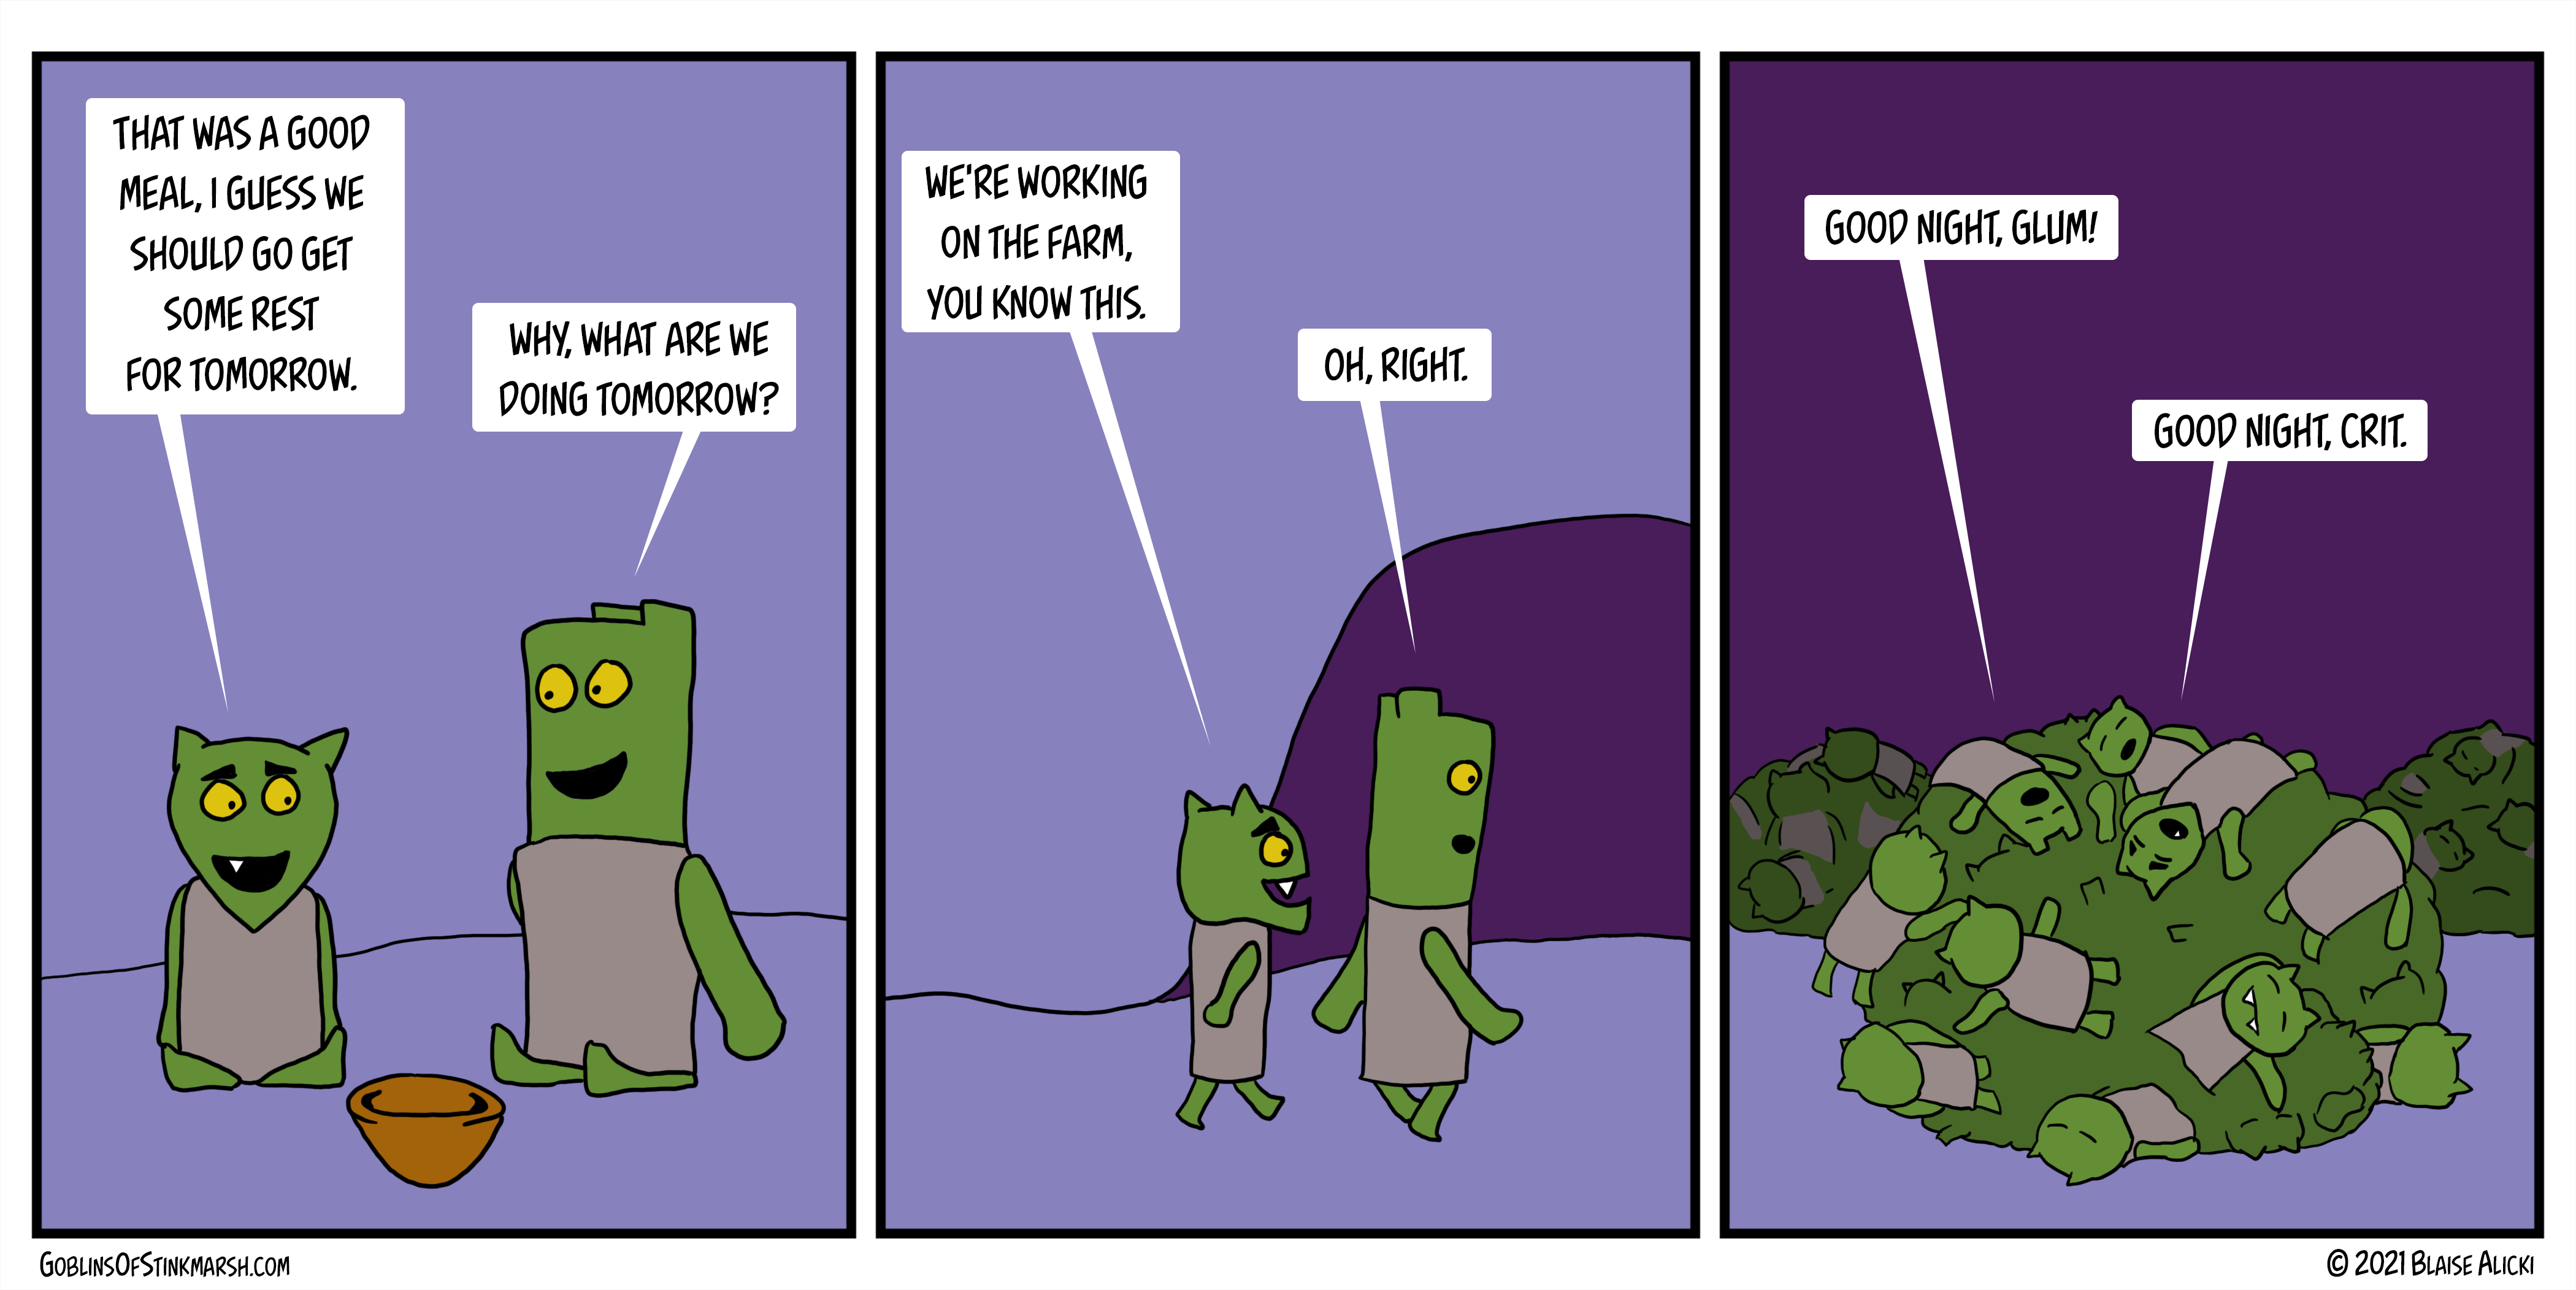 THAT WAS A GOOD
MEAL, I GUESS WE
SHOULD GO GET
SOME REST
FOR TOMORROW.
WHY, WHAT ARE WE
DOING TOMORROW?
WE'RE WORKING
ON THE FARM,
YOU KNOW THIS.
OH, RIGHT.
GOOD NIGHT, GLUM!
GOOD NIGHT, CRIT.
GOBLINSOFSTINKMARSH.COM
© 2021 BLAISE ALICKI